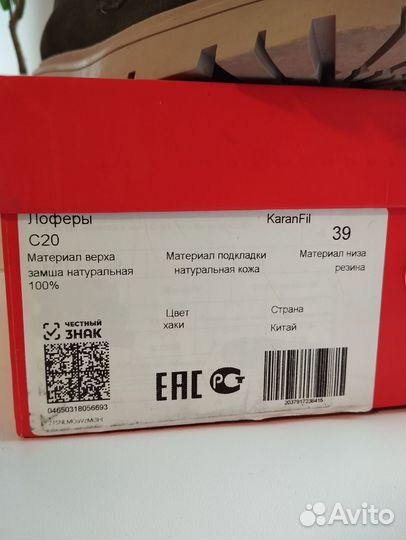 Лоферы KaranFil
C20 39
Материал верха Материал подкладки Материал низа
замша натуральная натуральная кожа резина
100%
Цвет Страна
хаки Китай
ЧЕСТНЫЙ
ЗНАК
EAC РСТ
04650318056693
2037917236415
Avito